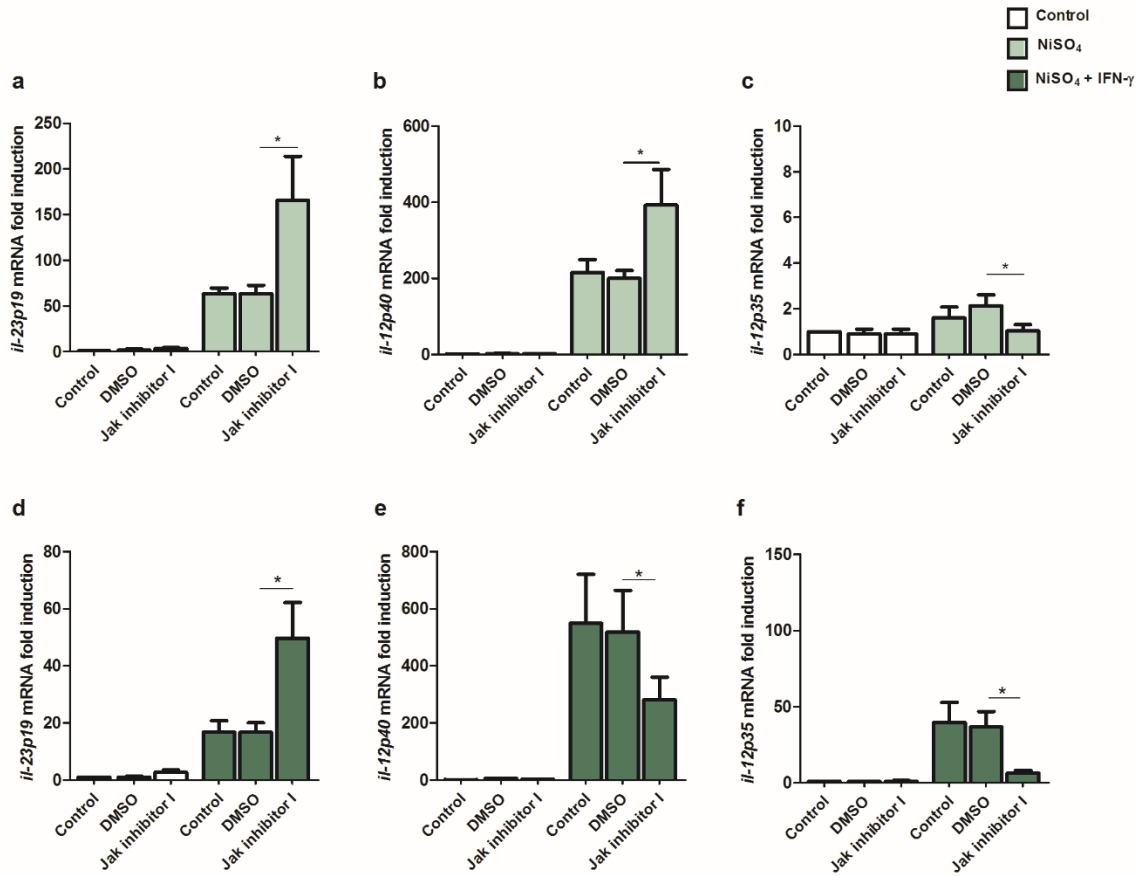 Control
NiSO4
NiSO4 + IFN-γ
a
il-23p19 mRNA fold induction
250
200
150
100
50
0
*
Control
DMSO
Jak inhibitor I
Control
DMSO
Jak inhibitor I
b
il-12p40 mRNA fold induction
600
400
200
0
*
Control
DMSO
Jak inhibitor I
Control
DMSO
Jak inhibitor I
c
il-12p35 mRNA fold induction
10
8
6
4
2
0
*
Control
DMSO
Jak inhibitor I
Control
DMSO
Jak inhibitor I
d
il-23p19 mRNA fold induction
80
60
40
20
0
*
Control
DMSO
Jak inhibitor I
Control
DMSO
Jak inhibitor I
e
il-12p40 mRNA fold induction
800
600
400
200
0
*
Control
DMSO
Jak inhibitor I
Control
DMSO
Jak inhibitor I
f
il-12p35 mRNA fold induction
150
100
50
0
*
Control
DMSO
Jak inhibitor I
Control
DMSO
Jak inhibitor I